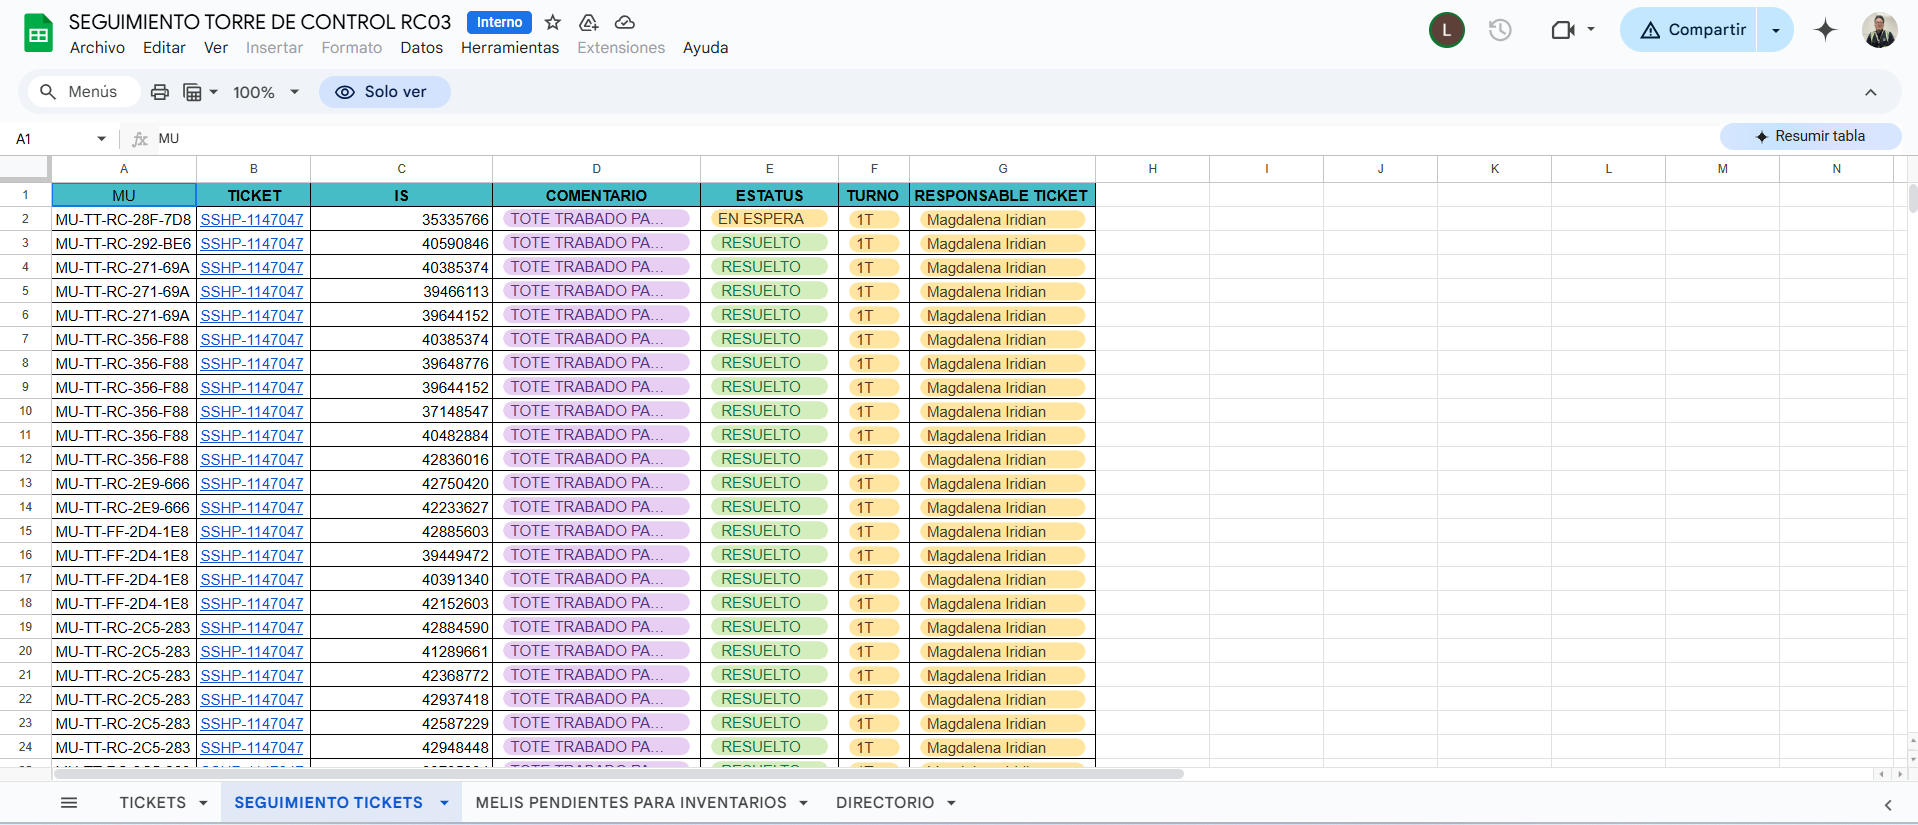 SEGUIMIENTO TORRE DE CONTROL RC03 Interno
L
Compartir
Archivo Editar Ver Insertar Formato Datos Herramientas Extensiones Ayuda
Menús 100% Solo ver
A1 fx MU
Resumir tabla
A B C D E F G H I J K L M N
1 MU TICKET IS COMENTARIO ESTATUS TURNO RESPONSABLE TICKET
2 MU-TT-RC-28F-7D8 SSHP-1147047 35335766 TOTE TRABADO PA... EN ESPERA 1T Magdalena Iridian
3 MU-TT-RC-292-BE6 SSHP-1147047 40590846 TOTE TRABADO PA... RESUELTO 1T Magdalena Iridian
4 MU-TT-RC-271-69A SSHP-1147047 40385374 TOTE TRABADO PA... RESUELTO 1T Magdalena Iridian
5 MU-TT-RC-271-69A SSHP-1147047 39466113 TOTE TRABADO PA... RESUELTO 1T Magdalena Iridian
6 MU-TT-RC-271-69A SSHP-1147047 39644152 TOTE TRABADO PA... RESUELTO 1T Magdalena Iridian
7 MU-TT-RC-356-F88 SSHP-1147047 40385374 TOTE TRABADO PA... RESUELTO 1T Magdalena Iridian
8 MU-TT-RC-356-F88 SSHP-1147047 39648776 TOTE TRABADO PA... RESUELTO 1T Magdalena Iridian
9 MU-TT-RC-356-F88 SSHP-1147047 39644152 TOTE TRABADO PA... RESUELTO 1T Magdalena Iridian
10 MU-TT-RC-356-F88 SSHP-1147047 37148547 TOTE TRABADO PA... RESUELTO 1T Magdalena Iridian
11 MU-TT-RC-356-F88 SSHP-1147047 40482884 TOTE TRABADO PA... RESUELTO 1T Magdalena Iridian
12 MU-TT-RC-356-F88 SSHP-1147047 42836016 TOTE TRABADO PA... RESUELTO 1T Magdalena Iridian
13 MU-TT-RC-2E9-666 SSHP-1147047 42750420 TOTE TRABADO PA... RESUELTO 1T Magdalena Iridian
14 MU-TT-RC-2E9-666 SSHP-1147047 42233627 TOTE TRABADO PA... RESUELTO 1T Magdalena Iridian
15 MU-TT-FF-2D4-1E8 SSHP-1147047 42885603 TOTE TRABADO PA... RESUELTO 1T Magdalena Iridian
16 MU-TT-FF-2D4-1E8 SSHP-1147047 39449472 TOTE TRABADO PA... RESUELTO 1T Magdalena Iridian
17 MU-TT-FF-2D4-1E8 SSHP-1147047 40391340 TOTE TRABADO PA... RESUELTO 1T Magdalena Iridian
18 MU-TT-FF-2D4-1E8 SSHP-1147047 42152603 TOTE TRABADO PA... RESUELTO 1T Magdalena Iridian
19 MU-TT-RC-2C5-283 SSHP-1147047 42884590 TOTE TRABADO PA... RESUELTO 1T Magdalena Iridian
20 MU-TT-RC-2C5-283 SSHP-1147047 41289661 TOTE TRABADO PA... RESUELTO 1T Magdalena Iridian
21 MU-TT-RC-2C5-283 SSHP-1147047 42368772 TOTE TRABADO PA... RESUELTO 1T Magdalena Iridian
22 MU-TT-RC-2C5-283 SSHP-1147047 42937418 TOTE TRABADO PA... RESUELTO 1T Magdalena Iridian
23 MU-TT-RC-2C5-283 SSHP-1147047 42587229 TOTE TRABADO PA... RESUELTO 1T Magdalena Iridian
24 MU-TT-RC-2C5-283 SSHP-1147047 42948448 TOTE TRABADO PA... RESUELTO 1T Magdalena Iridian
TICKETS SEGUIMIENTO TICKETS MELIS PENDIENTES PARA INVENTARIOS DIRECTORIO